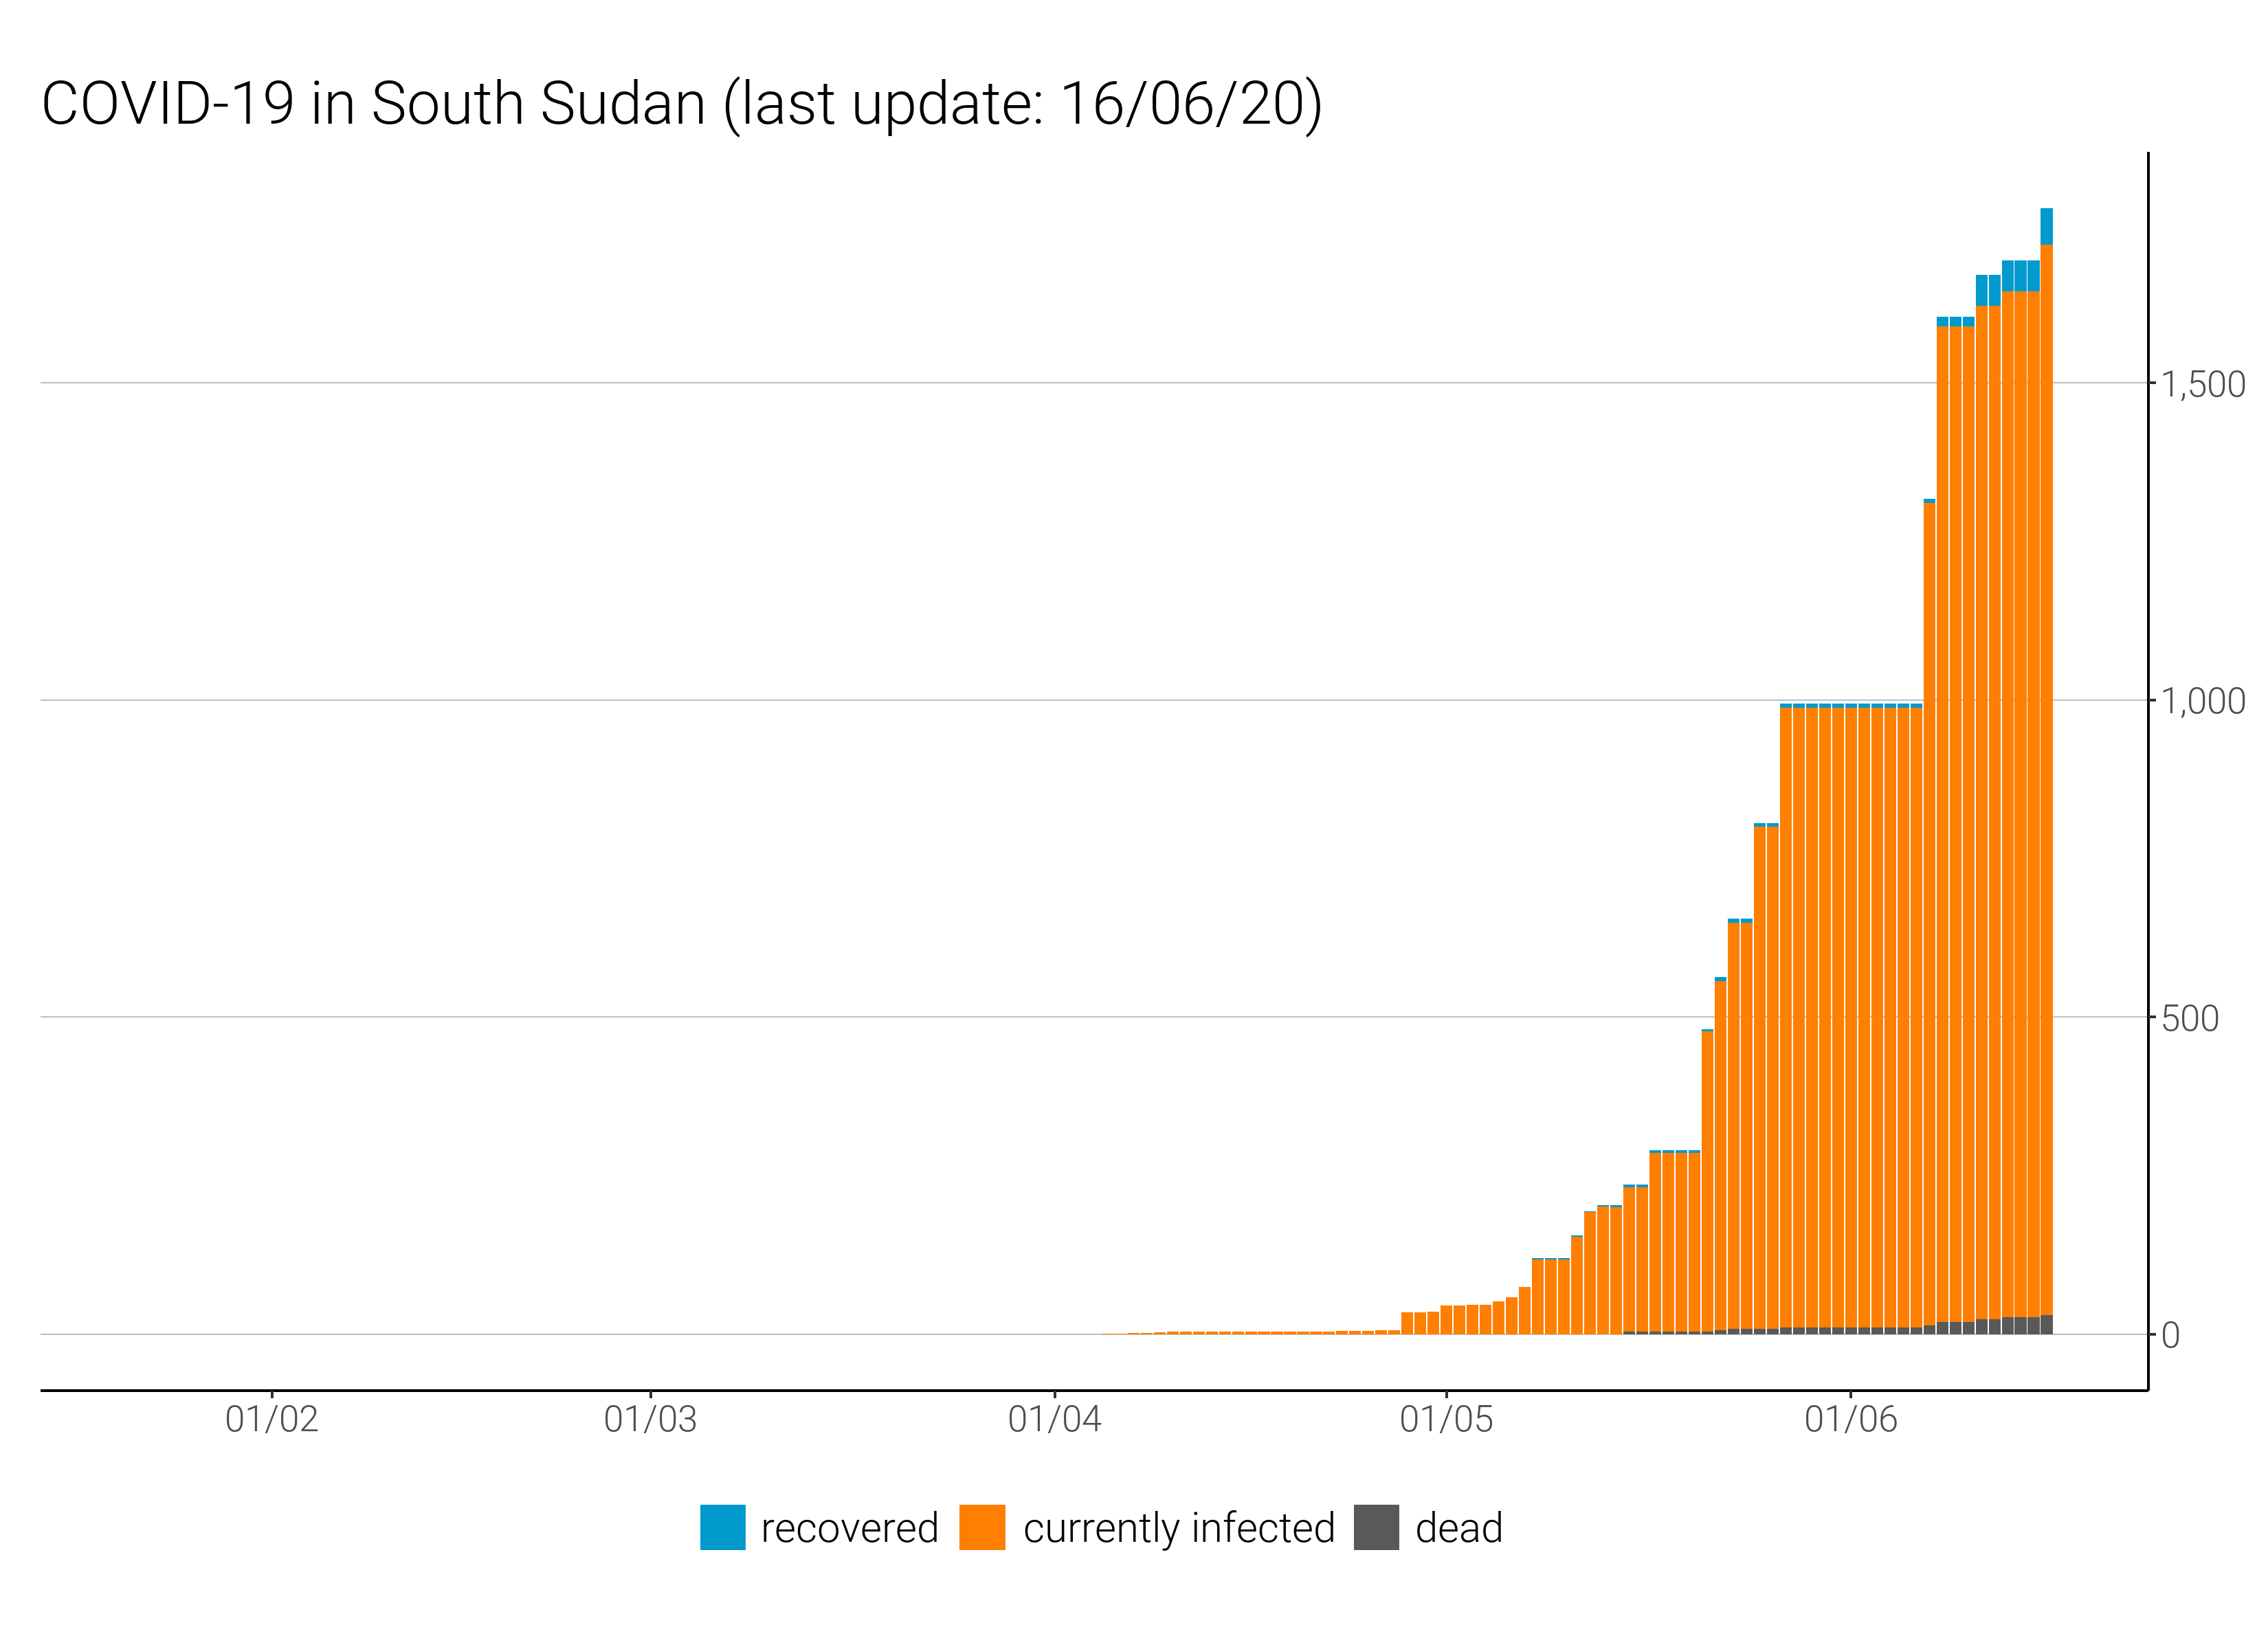 COVID-19 in South Sudan (last update: 16/06/20)
1,500
1,000
500
0
01/02 01/03 01/04 01/05 01/06
recovered currently infected dead